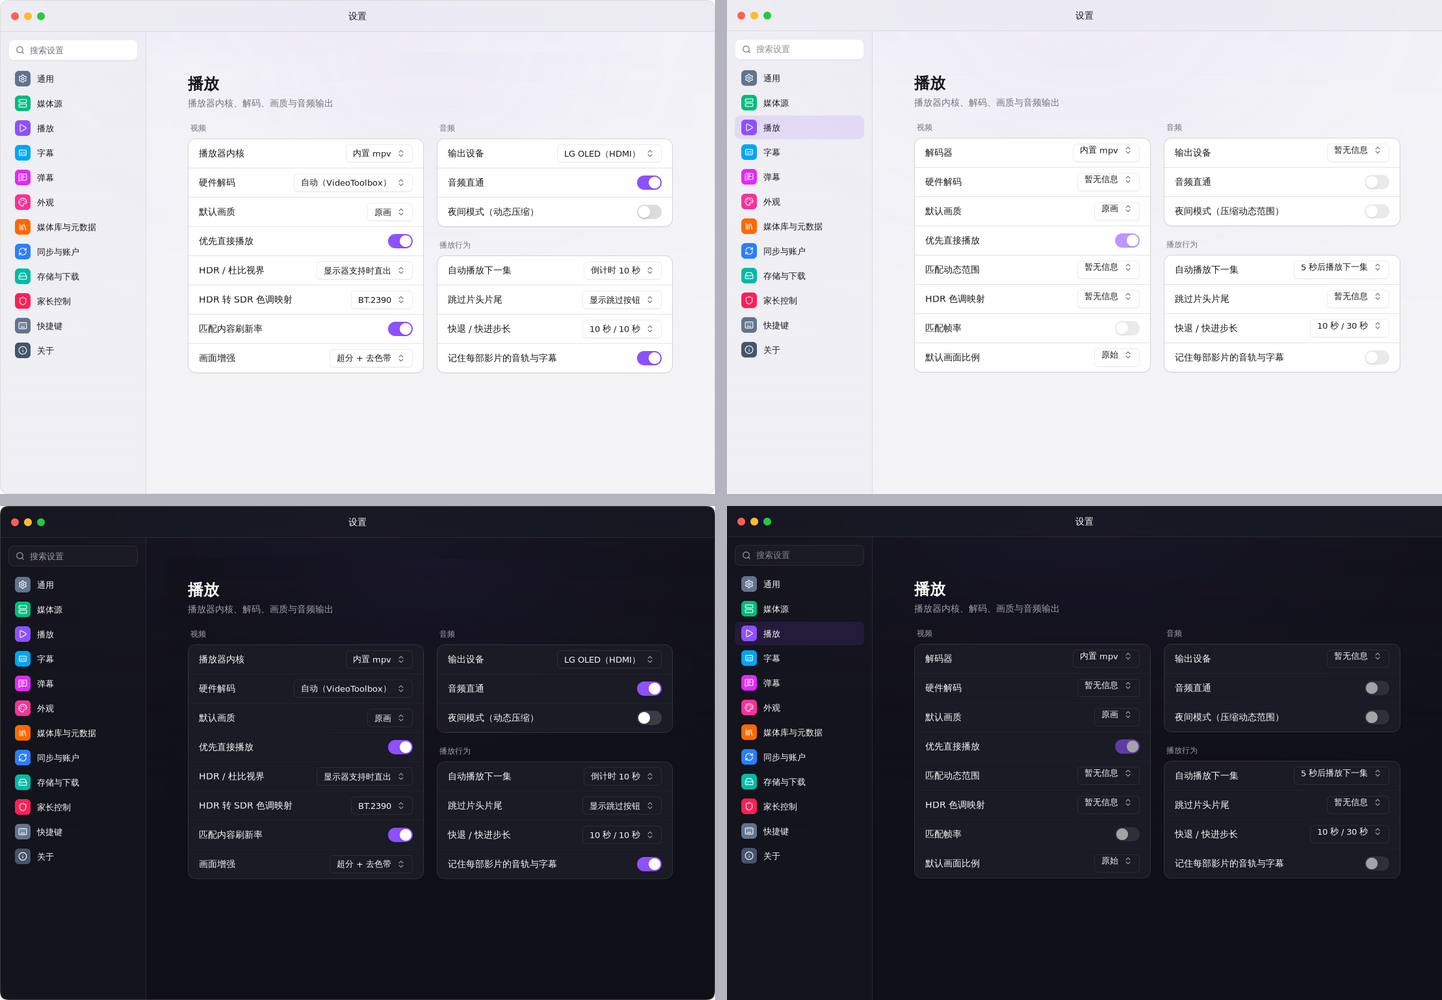 设置
搜索设置
通用
媒体源
播放
字幕
弹幕
外观
媒体库与元数据
同步与账户
存储与下载
家长控制
快捷键
关于
播放
播放器内核、解码、画质与音频输出
视频
播放器内核 内置 mpv
硬件解码 自动（VideoToolbox）
默认画质 原画
优先直接播放
HDR / 杜比视界 显示器支持时直出
HDR 转 SDR 色调映射 BT.2390
匹配内容刷新率
画面增强 超分 + 去色带
音频
输出设备 LG OLED（HDMI）
音频直通
夜间模式（动态压缩）
播放行为
自动播放下一集 倒计时 10 秒
跳过片头片尾 显示跳过按钮
快退 / 快进步长 10 秒 / 10 秒
记住每部影片的音轨与字幕
设置
搜索设置
通用
媒体源
播放
字幕
弹幕
外观
媒体库与元数据
同步与账户
存储与下载
家长控制
快捷键
关于
播放
播放器内核、解码、画质与音频输出
视频
解码器 内置 mpv
硬件解码 暂无信息
默认画质 原画
优先直接播放
匹配动态范围 暂无信息
HDR 色调映射 暂无信息
匹配帧率
默认画面比例 原始
音频
输出设备 暂无信息
音频直通
夜间模式（压缩动态范围）
播放行为
自动播放下一集 5 秒后播放下一集
跳过片头片尾 暂无信息
快退 / 快进步长 10 秒 / 30 秒
记住每部影片的音轨与字幕
设置
搜索设置
通用
媒体源
播放
字幕
弹幕
外观
媒体库与元数据
同步与账户
存储与下载
家长控制
快捷键
关于
播放
播放器内核、解码、画质与音频输出
视频
播放器内核 内置 mpv
硬件解码 自动（VideoToolbox）
默认画质 原画
优先直接播放
HDR / 杜比视界 显示器支持时直出
HDR 转 SDR 色调映射 BT.2390
匹配内容刷新率
画面增强 超分 + 去色带
音频
输出设备 LG OLED（HDMI）
音频直通
夜间模式（动态压缩）
播放行为
自动播放下一集 倒计时 10 秒
跳过片头片尾 显示跳过按钮
快退 / 快进步长 10 秒 / 10 秒
记住每部影片的音轨与字幕
设置
搜索设置
通用
媒体源
播放
字幕
弹幕
外观
媒体库与元数据
同步与账户
存储与下载
家长控制
快捷键
关于
播放
播放器内核、解码、画质与音频输出
视频
解码器 内置 mpv
硬件解码 暂无信息
默认画质 原画
优先直接播放
匹配动态范围 暂无信息
HDR 色调映射 暂无信息
匹配帧率
默认画面比例 原始
音频
输出设备 暂无信息
音频直通
夜间模式（压缩动态范围）
播放行为
自动播放下一集 5 秒后播放下一集
跳过片头片尾 暂无信息
快退 / 快进步长 10 秒 / 30 秒
记住每部影片的音轨与字幕